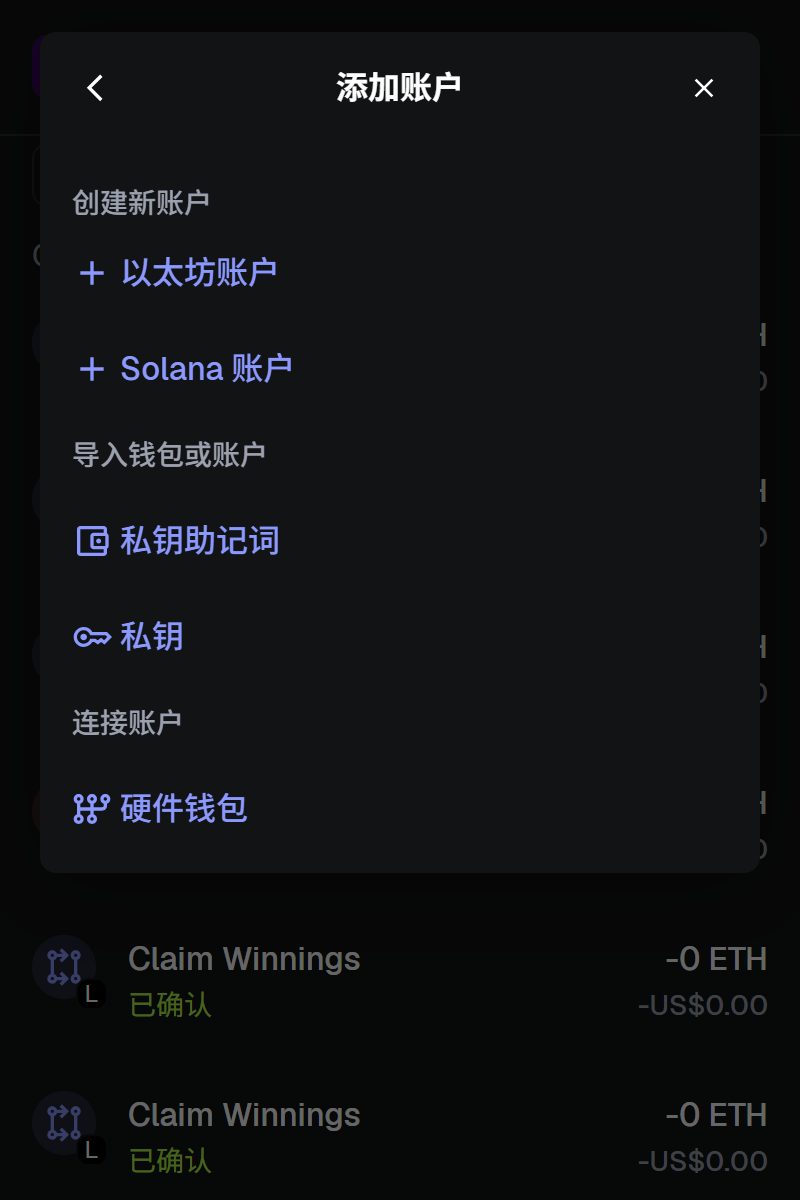 添加账户
创建新账户
以太坊账户
Solana 账户
导入钱包或账户
私钥助记词
私钥
连接账户
硬件钱包
Claim Winnings -0 ETH
L
已确认 -US$0.00
Claim Winnings -0 ETH
L
已确认 -US$0.00